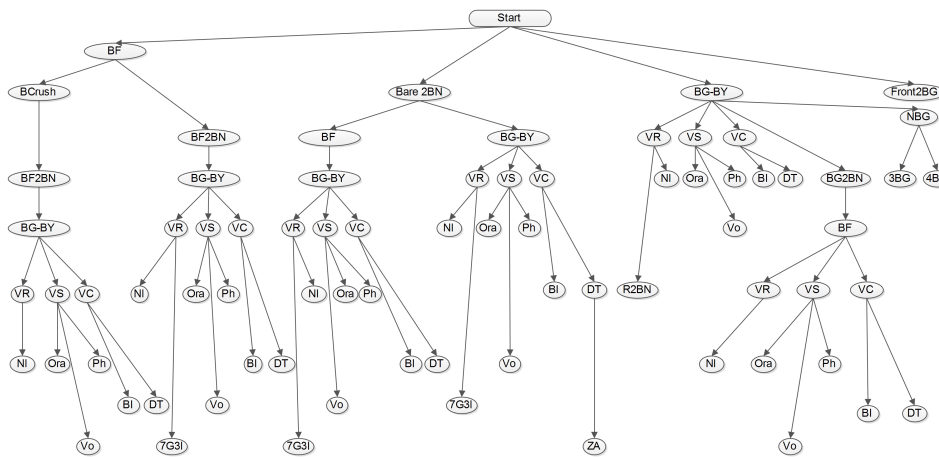 Start
BF
BCrush Bare 2BN BG-BY Front2BG
NBG
BF2BN BF BG-BY VR VS VC
BF2BN BG-BY BG-BY VR VS VC NI Ora Ph BI DT BG2BN 3BG 4B
BG-BY VR VS VC VR VS VC NI Ora Ph Vo BF
VR VS VC NI Ora Ph NI Ora Ph BI DT R2BN VR VS VC
NI Ora Ph BI DT BI DT Vo NI Ora Ph
BI DT Vo Vo 7G3i BI DT
Vo 7G3I 7G3I ZA Vo